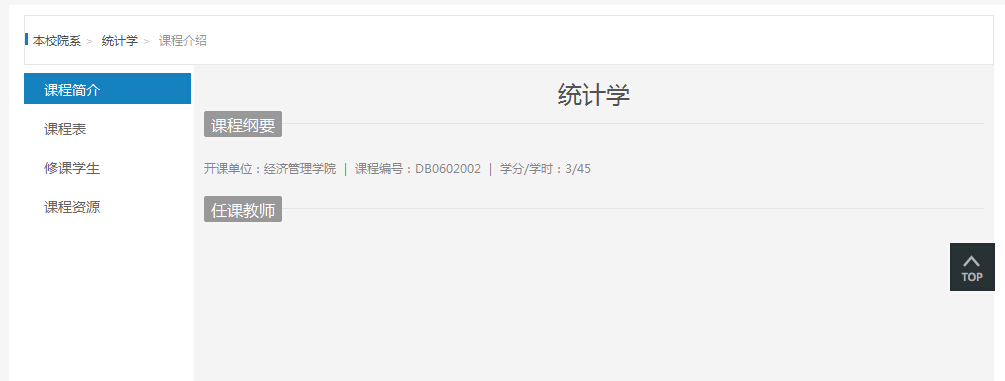 本校院系 > 统计学 > 课程介绍
课程简介
课程表
修课学生
课程资源
统计学
课程纲要
开课单位：经济管理学院 | 课程编号：DB0602002 | 学分/学时：3/45
任课教师
TOP